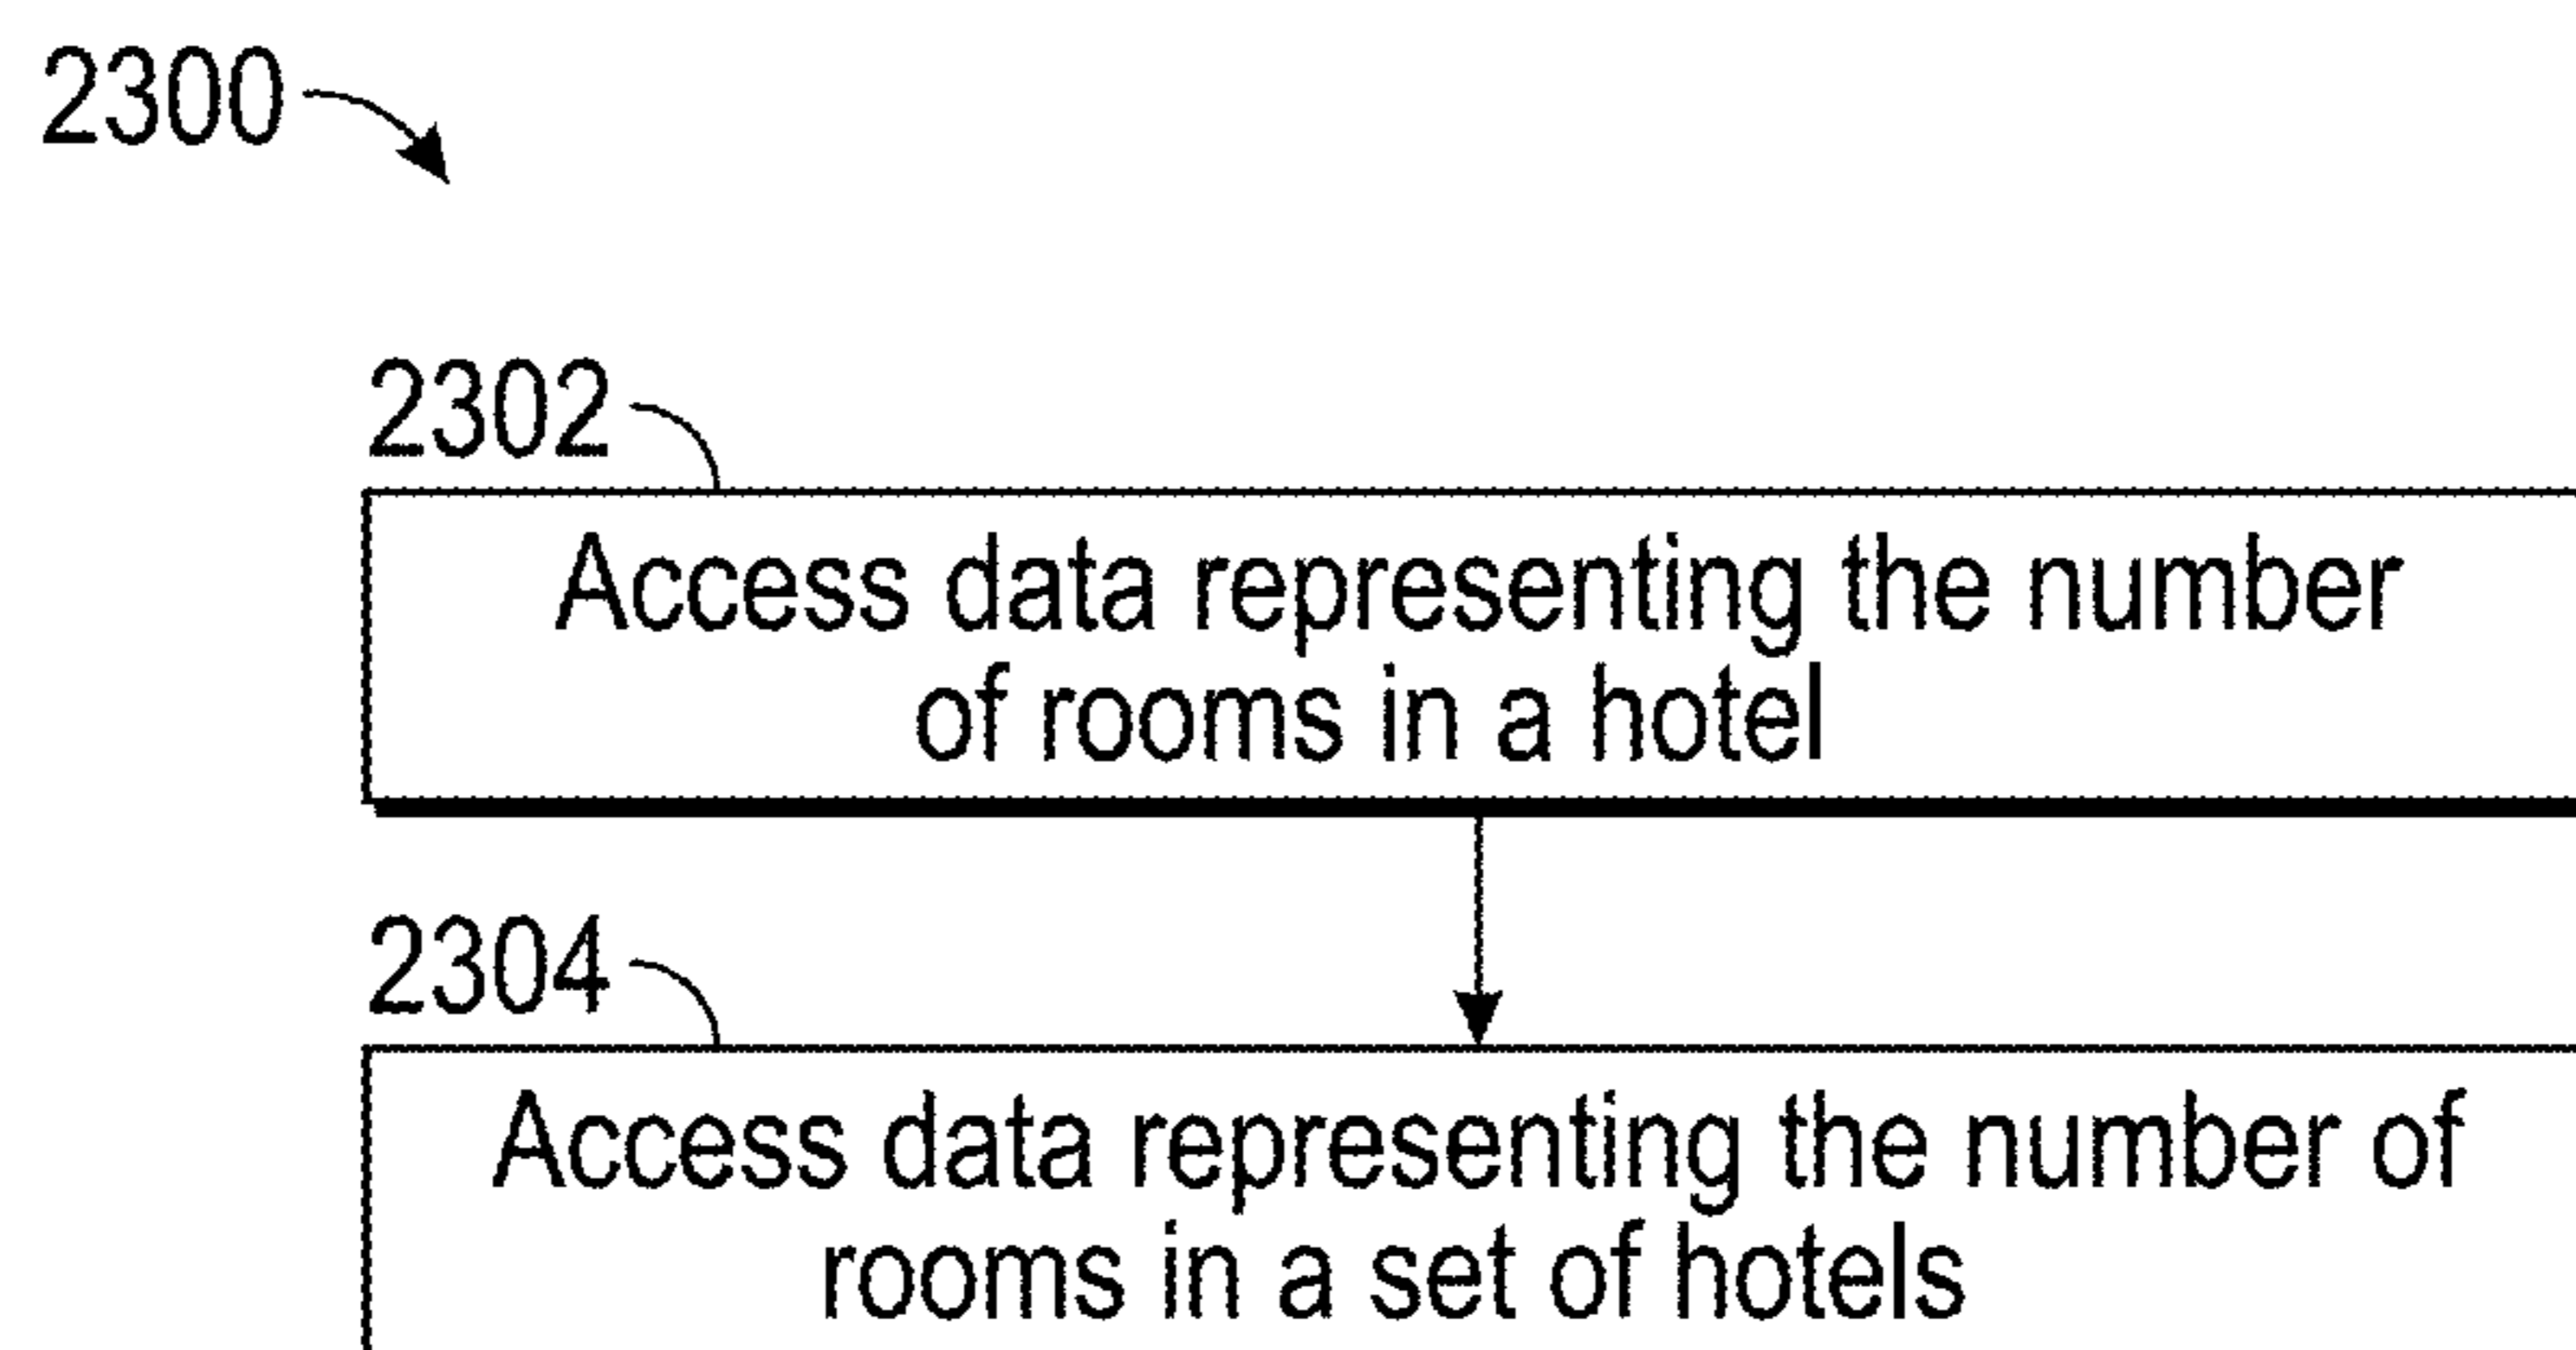 2300
2302
Access data representing the number
of rooms in a hotel
2304
Access data representing the number of
rooms in a set of hotels